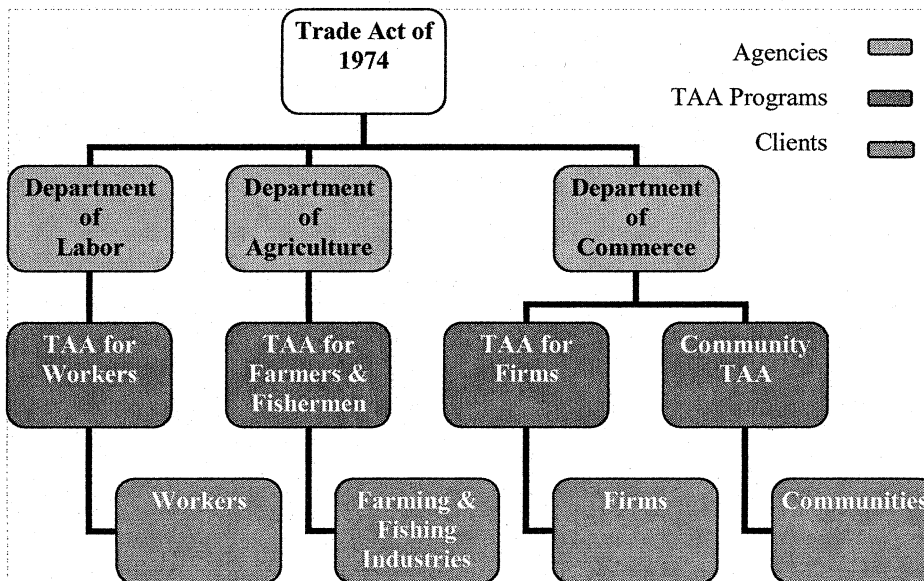 Trade Act of
1974
Agencies
TAA Programs
Clients
Department
of
Labor
Department
of
Agriculture
Department
of
Commerce
TAA for
Workers
TAA for
Farmers &
Fishermen
TAA for
Firms
Community
TAA
Workers
Farming &
Fishing
Industries
Firms
Communities